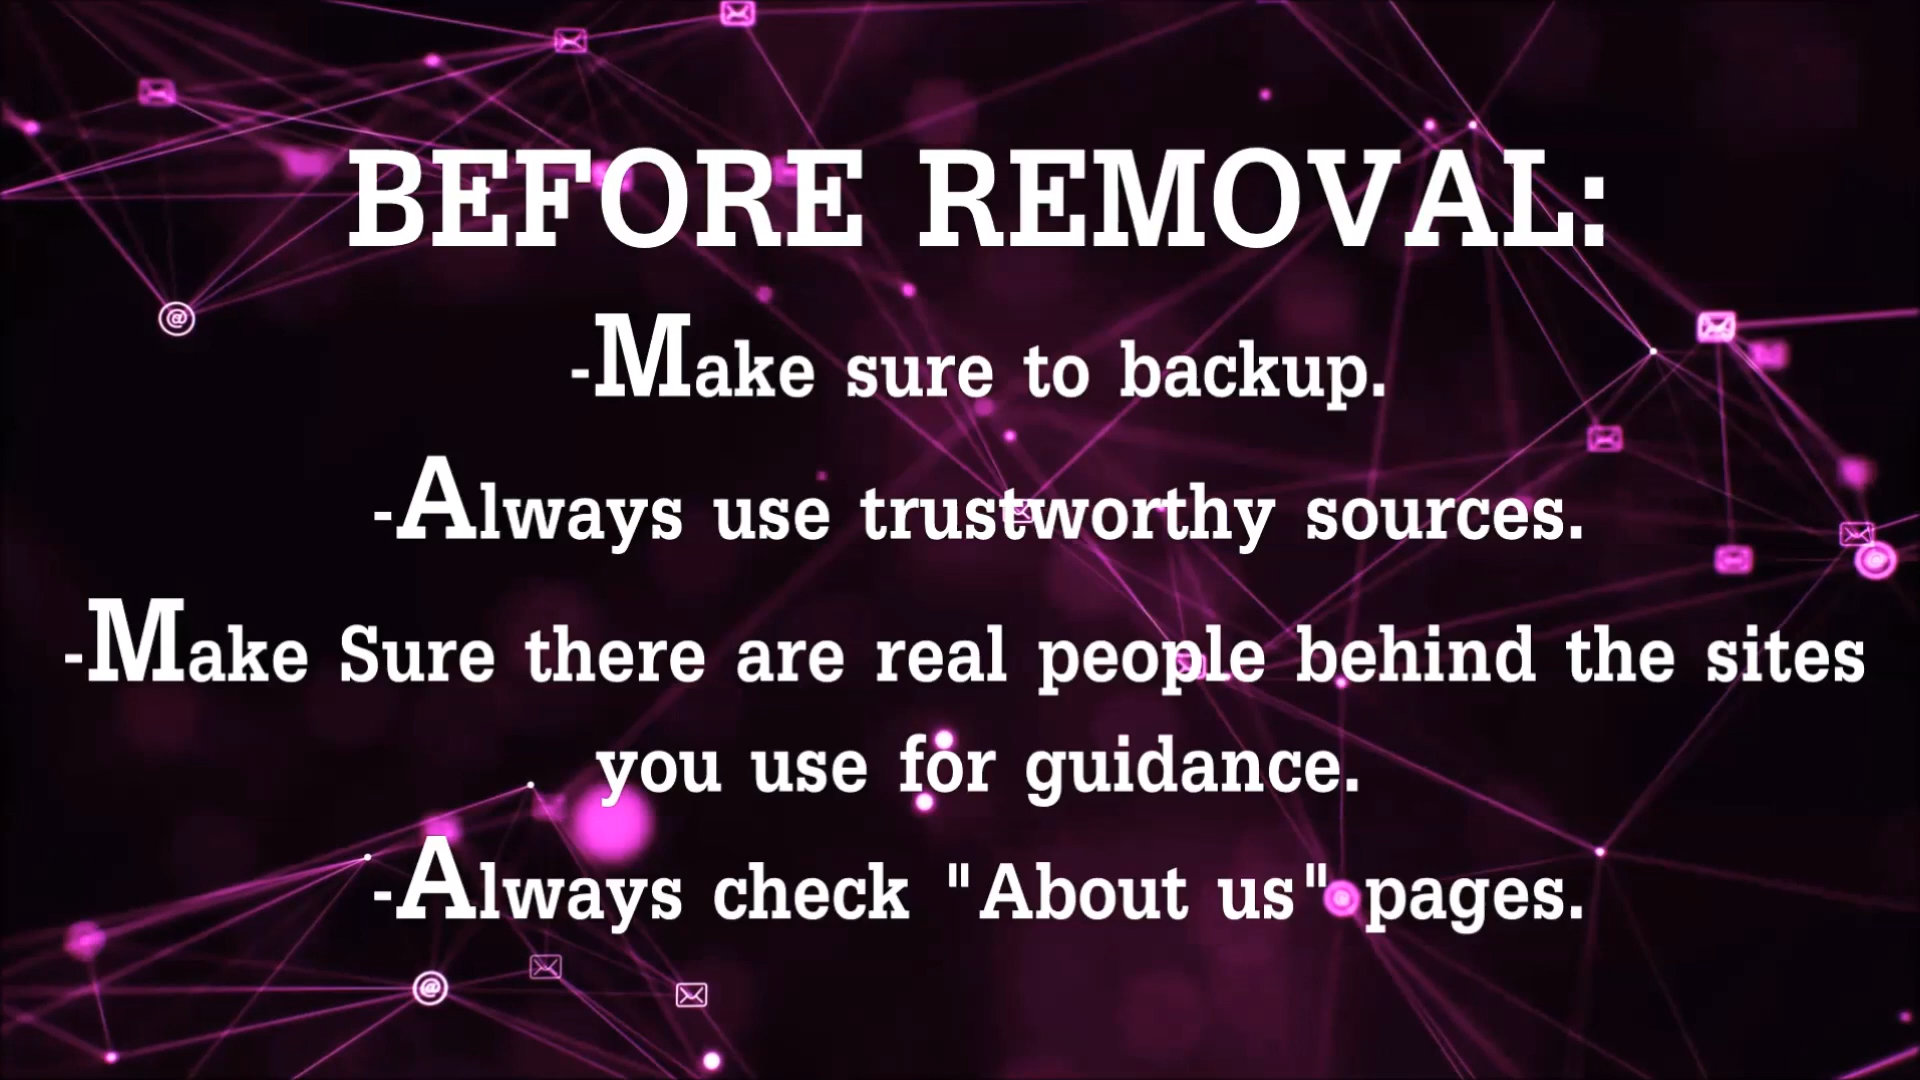 BEFORE REMOVAL:
-Make sure to backup.
-Always use trustworthy sources.
-Make Sure there are real people behind the sites
you use for guidance.
-Always check "About us" pages.